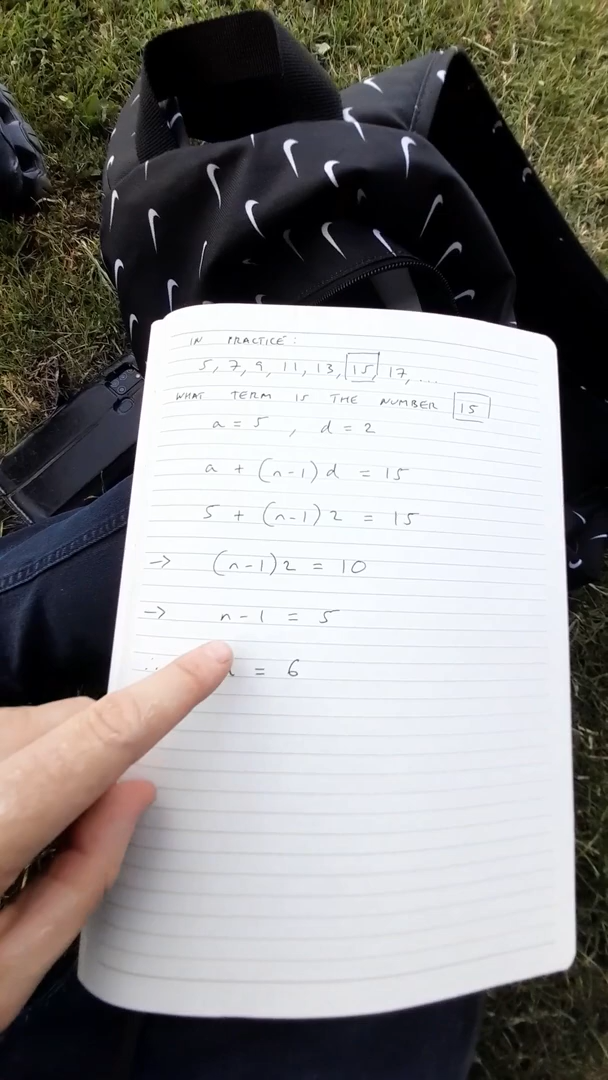 IN PRACTICE:
5, 7, 9, 11, 13, 15, 17, ...
WHAT TERM IS THE NUMBER 15
a = 5 , d = 2
a + (n-1) d = 15
5 + (n-1) 2 = 15
→ (n-1) 2 = 10
→ n - 1 = 5
∴ = 6